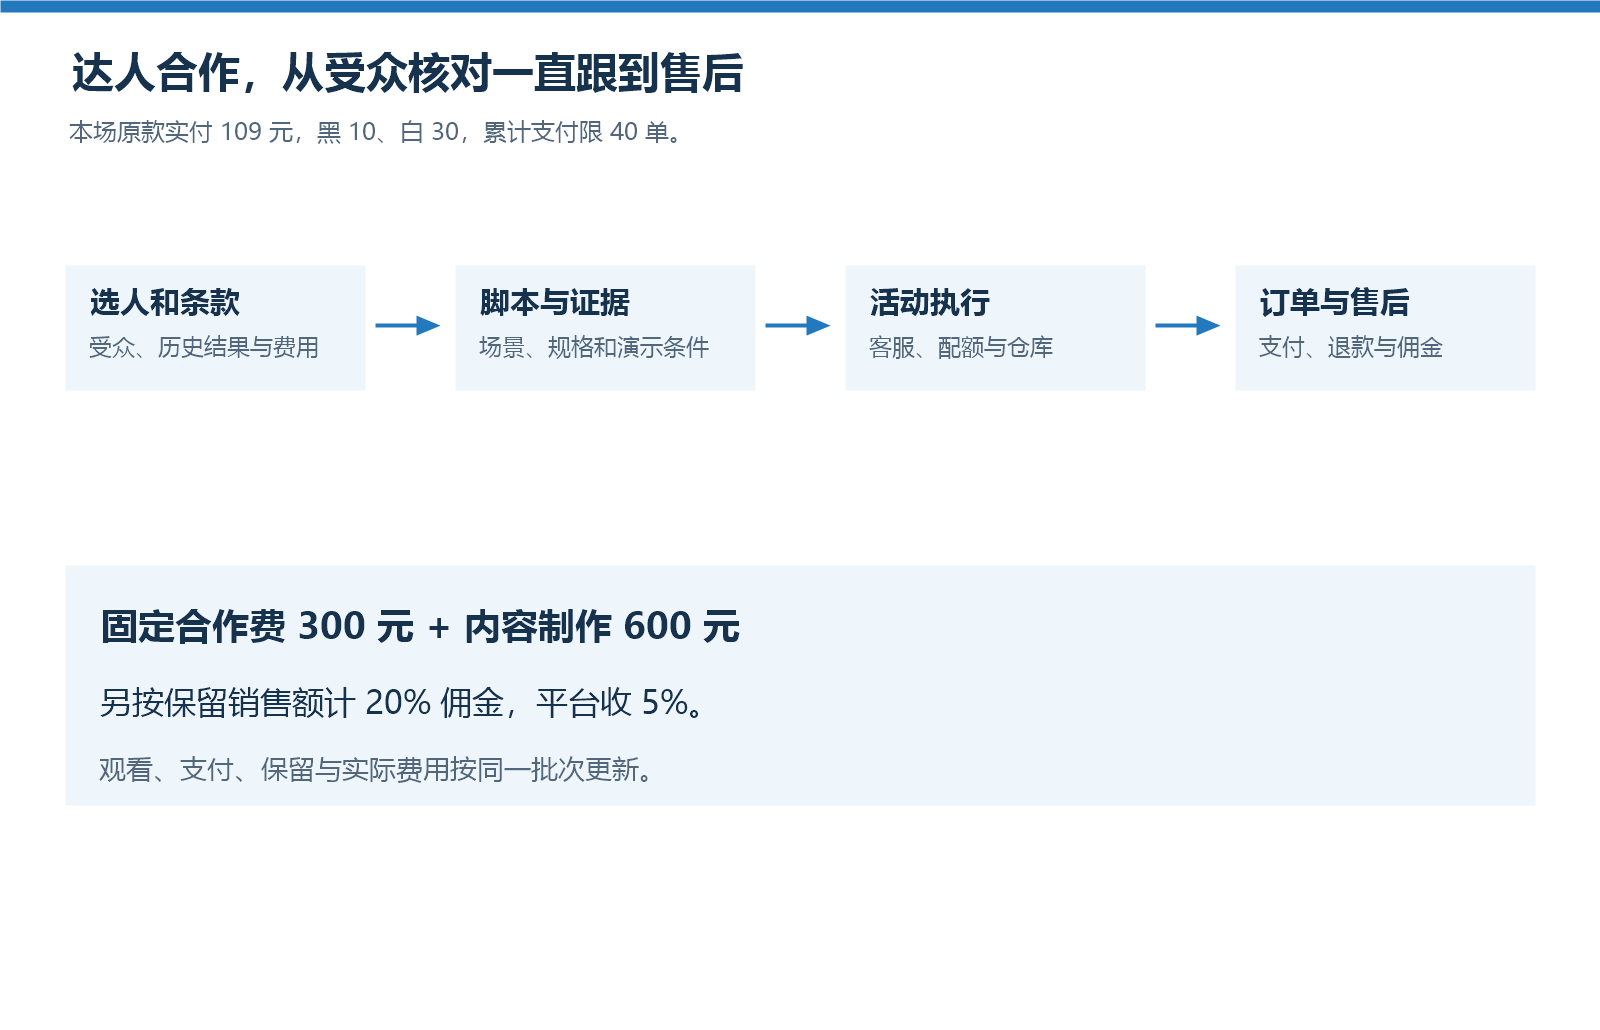 达人合作，从受众核对一直跟到售后
本场原款实付 109 元，黑 10、白 30，累计支付限 40 单。
选人和条款
受众、历史结果与费用
脚本与证据
场景、规格和演示条件
活动执行
客服、配额与仓库
订单与售后
支付、退款与佣金
固定合作费 300 元 + 内容制作 600 元
另按保留销售额计 20% 佣金，平台收 5%。
观看、支付、保留与实际费用按同一批次更新。